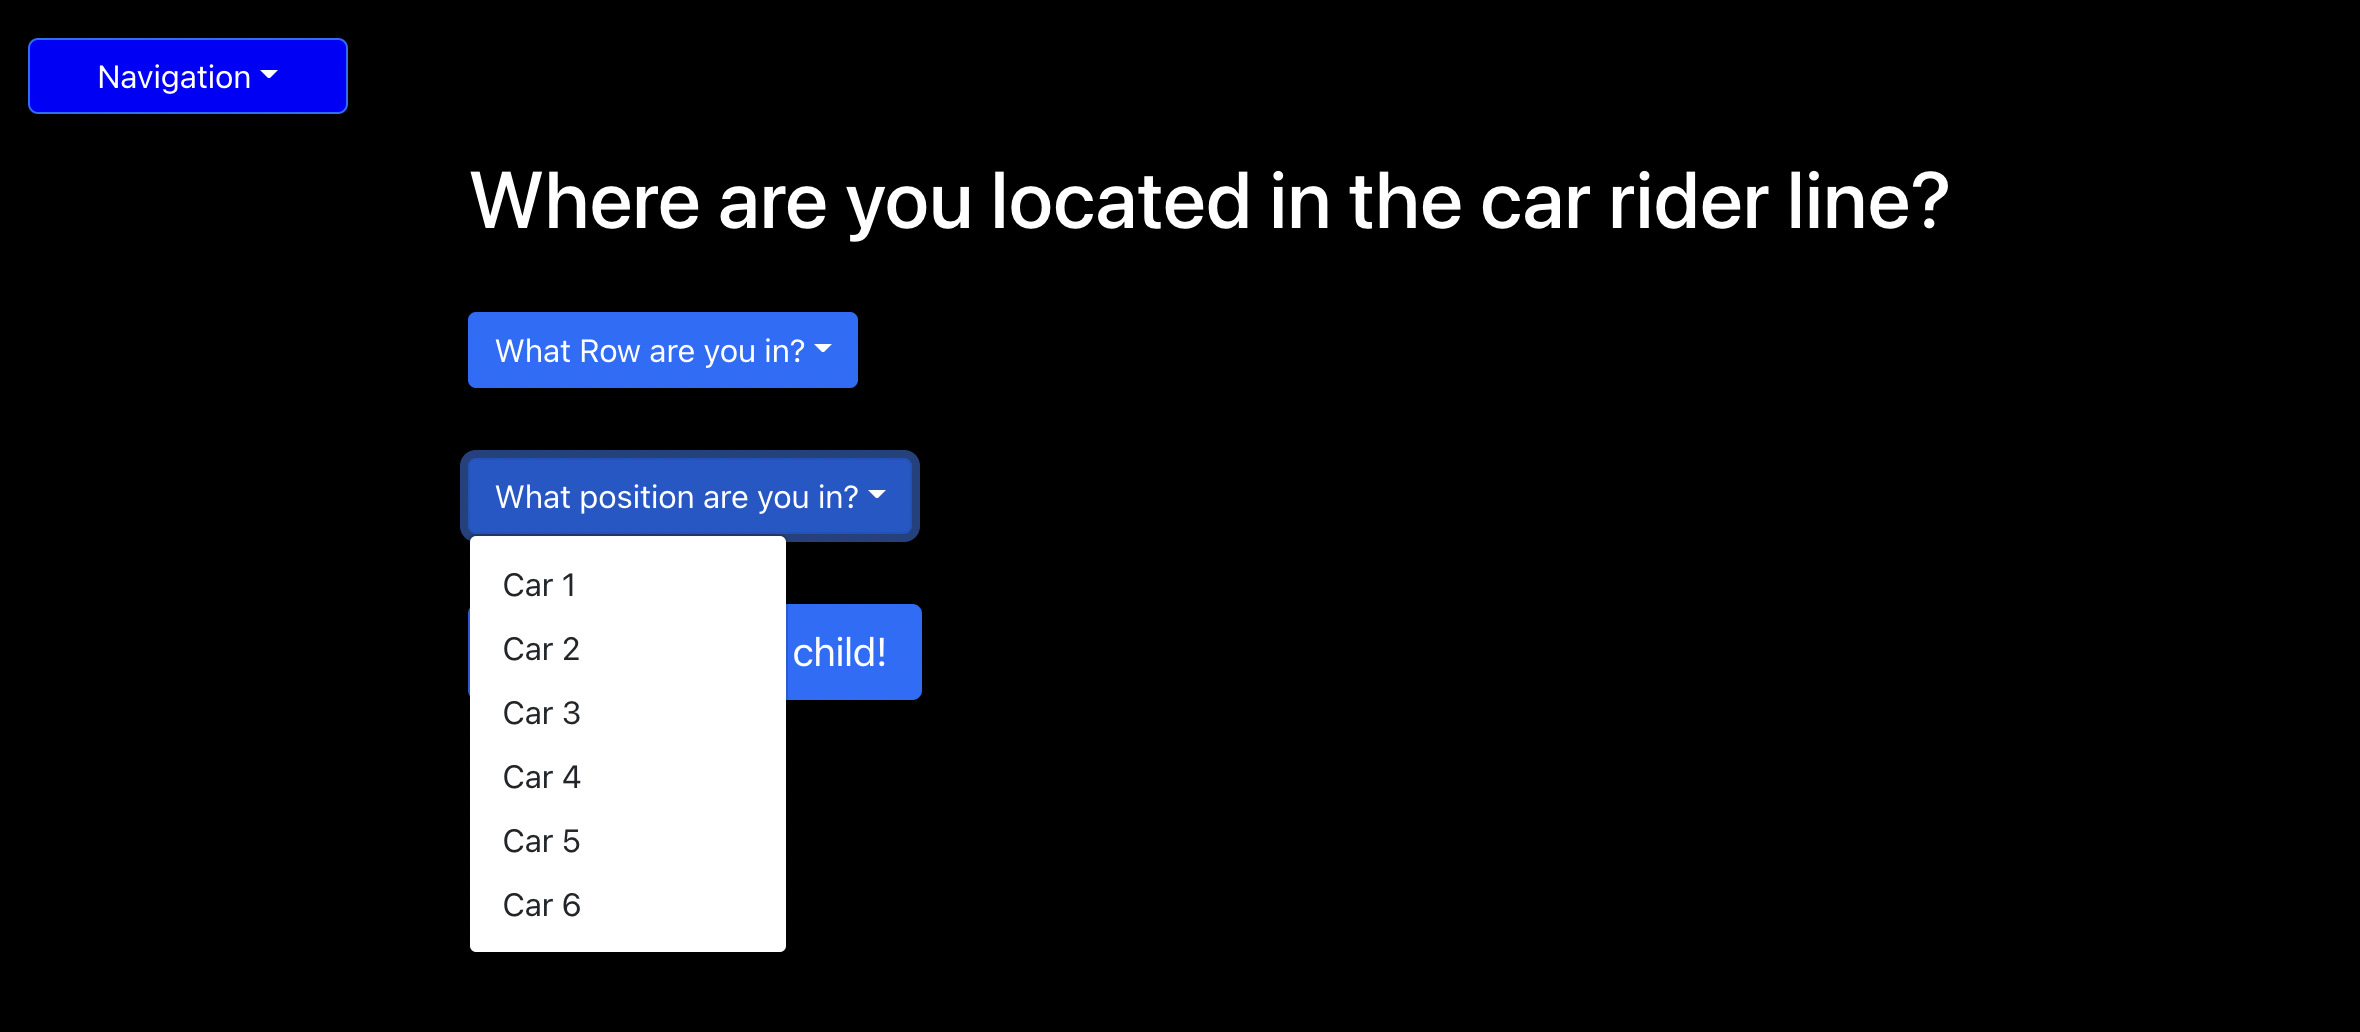 Navigation
Where are you located in the car rider line?
What Row are you in?
What position are you in?
Car 1
Car 2
child!
Car 3
Car 4
Car 5
Car 6